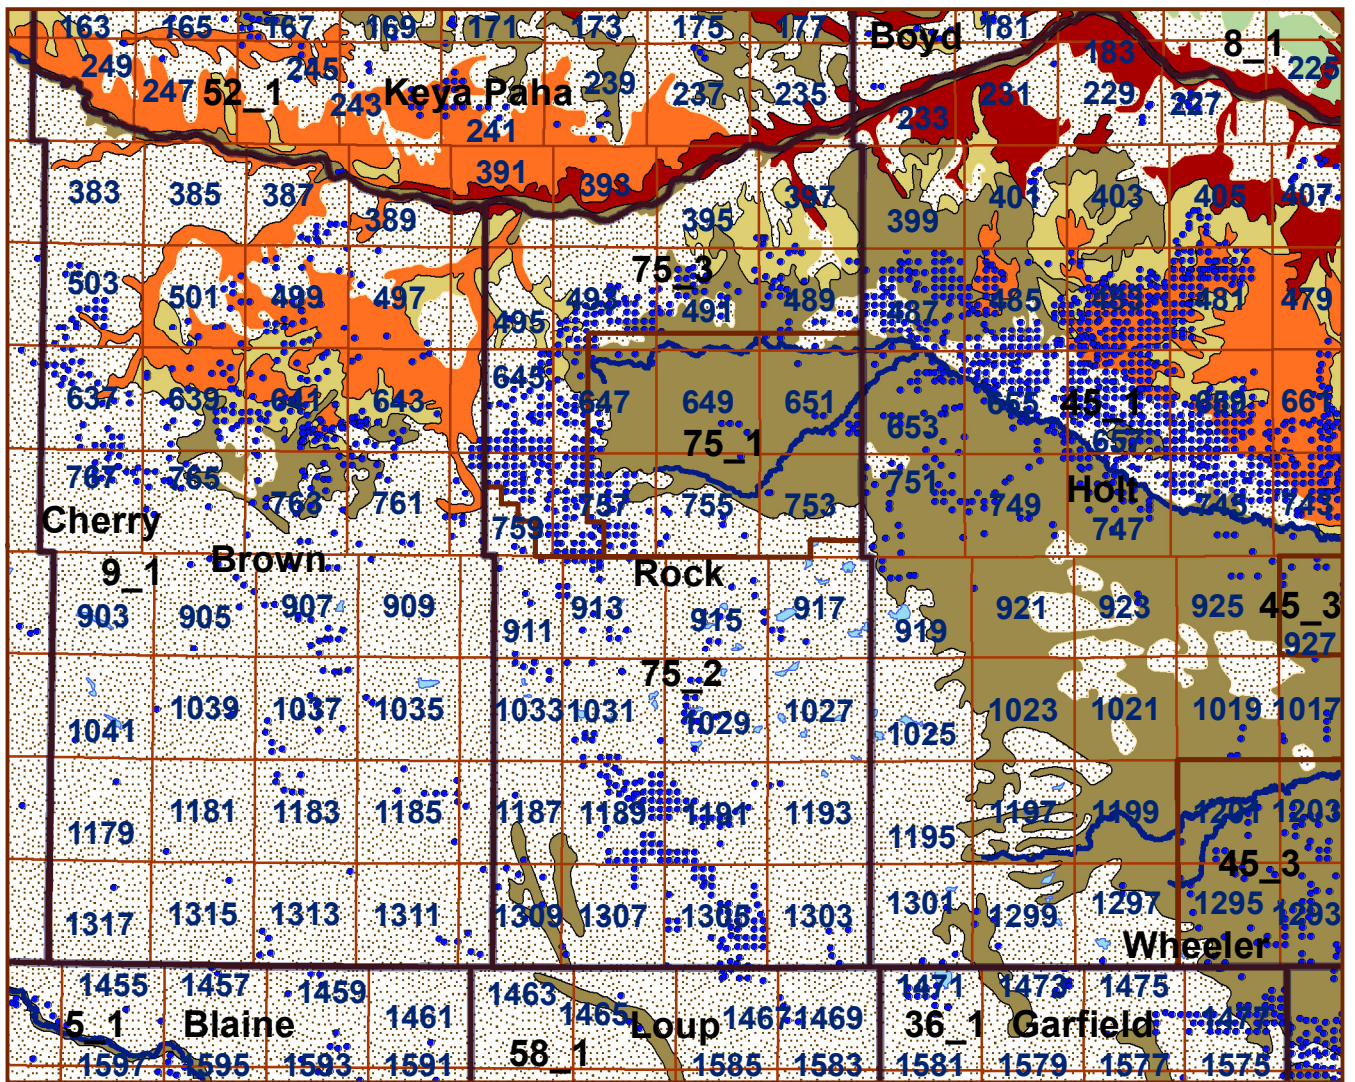 163 165 167 169 171 173 175 177 Boyd 181 8_1
249 247 52_1 245 243 Keya Paha 241 239 237 235 233 231 183 229 227 225
383 385 387 389 391 393 395 397 399 401 403 405 407
503 501 499 497 495 493 75_3 491 489 487 485 483 481 479
637 639 641 643 645 647 649 651 653 655 45_1 657 659 661
75_1
767 765 763 761 759 757 755 753 751 749 Holt 747 745 743
Cherry Brown Rock
9_1
903 905 907 909 911 913 915 917 919 921 923 925 45_3 927
75_2
1041 1039 1037 1035 1033 1031 1029 1027 1025 1023 1021 1019 1017
1179 1181 1183 1185 1187 1189 1191 1193 1195 1197 1199 1201 1203
45_3
1317 1315 1313 1311 1309 1307 1305 1303 1301 1299 1297 1295 1293
Wheeler
1455 1457 1459 1461 1463 1465 1467 1469 1471 1473 1475 1477
5_1 Blaine 58_1 Loup 36_1 Garfield
1597 1595 1593 1591 1585 1583 1581 1579 1577 1575